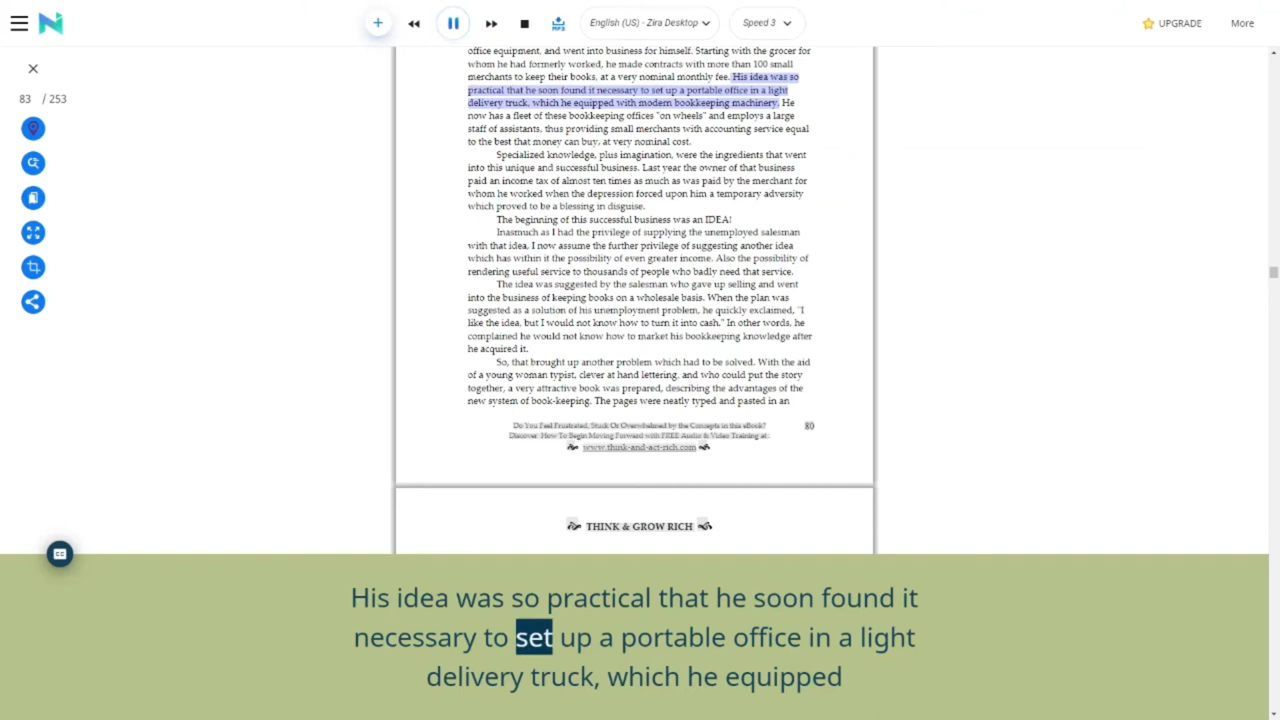 English (US) - Zira Desktop
Speed 3
UPGRADE
More
83 / 253
office equipment, and went into business for himself. Starting with the grocer for
whom he had formerly worked, he made contracts with more than 100 small
merchants to keep their books, at a very nominal monthly fee. His idea was so
practical that he soon found it necessary to set up a portable office in a light
delivery truck, which he equipped with modern bookkeeping machinery. He
now has a fleet of these bookkeeping offices "on wheels" and employs a large
staff of assistants, thus providing small merchants with accounting service equal
to the best that money can buy, at very nominal cost.
Specialized knowledge, plus imagination, were the ingredients that went
into this unique and successful business. Last year the owner of that business
paid an income tax of almost ten times as much as was paid by the merchant for
whom he worked when the depression forced upon him a temporary adversity
which proved to be a blessing in disguise.
The beginning of this successful business was an IDEA!
Inasmuch as I had the privilege of supplying the unemployed salesman
with that idea, I now assume the further privilege of suggesting another idea
which has within it the possibility of even greater income. Also the possibility of
rendering useful service to thousands of people who badly need that service.
The idea was suggested by the salesman who gave up selling and went
into the business of keeping books on a wholesale basis. When the plan was
suggested as a solution of his unemployment problem, he quickly exclaimed, "I
like the idea, but I would not know how to turn it into cash." In other words, he
complained he would not know how to market his bookkeeping knowledge after
he acquired it.
So, that brought up another problem which had to be solved. With the aid
of a young woman typist, clever at hand lettering, and who could put the story
together, a very attractive book was prepared, describing the advantages of the
new system of book-keeping. The pages were neatly typed and pasted in an
Do You Feel Frustrated, Stuck Or Overwhelmed by the Concepts in this eBook?
80
Discover How To Begin Moving Forward with FREE Audio & Video Training at:
www.think-and-act-rich.com
THINK & GROW RICH
CC
His idea was so practical that he soon found it
necessary to set up a portable office in a light
delivery truck, which he equipped